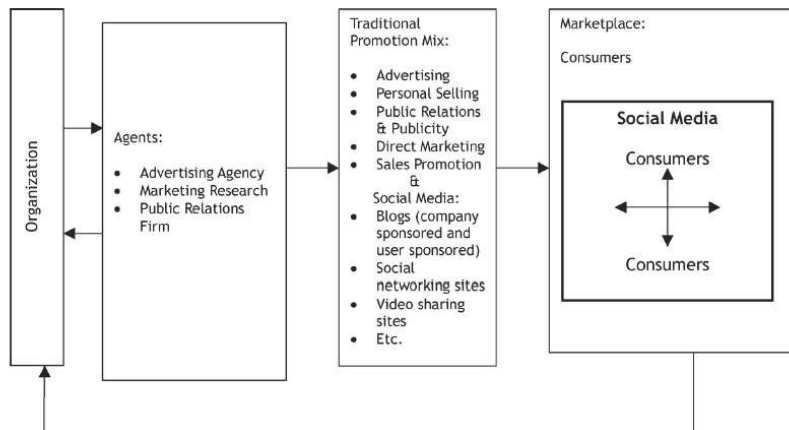 Organization
Agents:
• Advertising Agency
• Marketing Research
• Public Relations
Firm
Traditional
Promotion Mix:
• Advertising
• Personal Selling
• Public Relations
& Publicity
• Direct Marketing
• Sales Promotion
&
Social Media:
• Blogs (company
sponsored and
user sponsored)
• Social
networking sites
• Video sharing
sites
• Etc.
Marketplace:
Consumers
Social Media
Consumers
Consumers